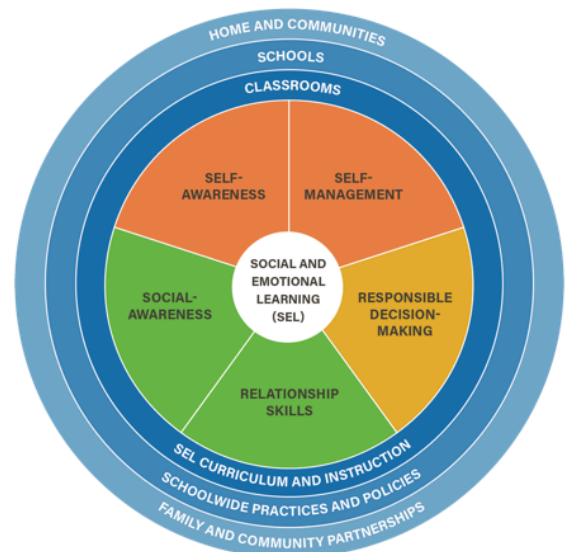 HOME AND COMMUNITIES
SCHOOLS
CLASSROOMS
SELF-
AWARENESS
SELF-
MANAGEMENT
SOCIAL AND
EMOTIONAL
LEARNING
(SEL)
SOCIAL-
AWARENESS
RESPONSIBLE
DECISION-
MAKING
RELATIONSHIP
SKILLS
SEL CURRICULUM AND INSTRUCTION
SCHOOLWIDE PRACTICES AND POLICIES
FAMILY AND COMMUNITY PARTNERSHIPS